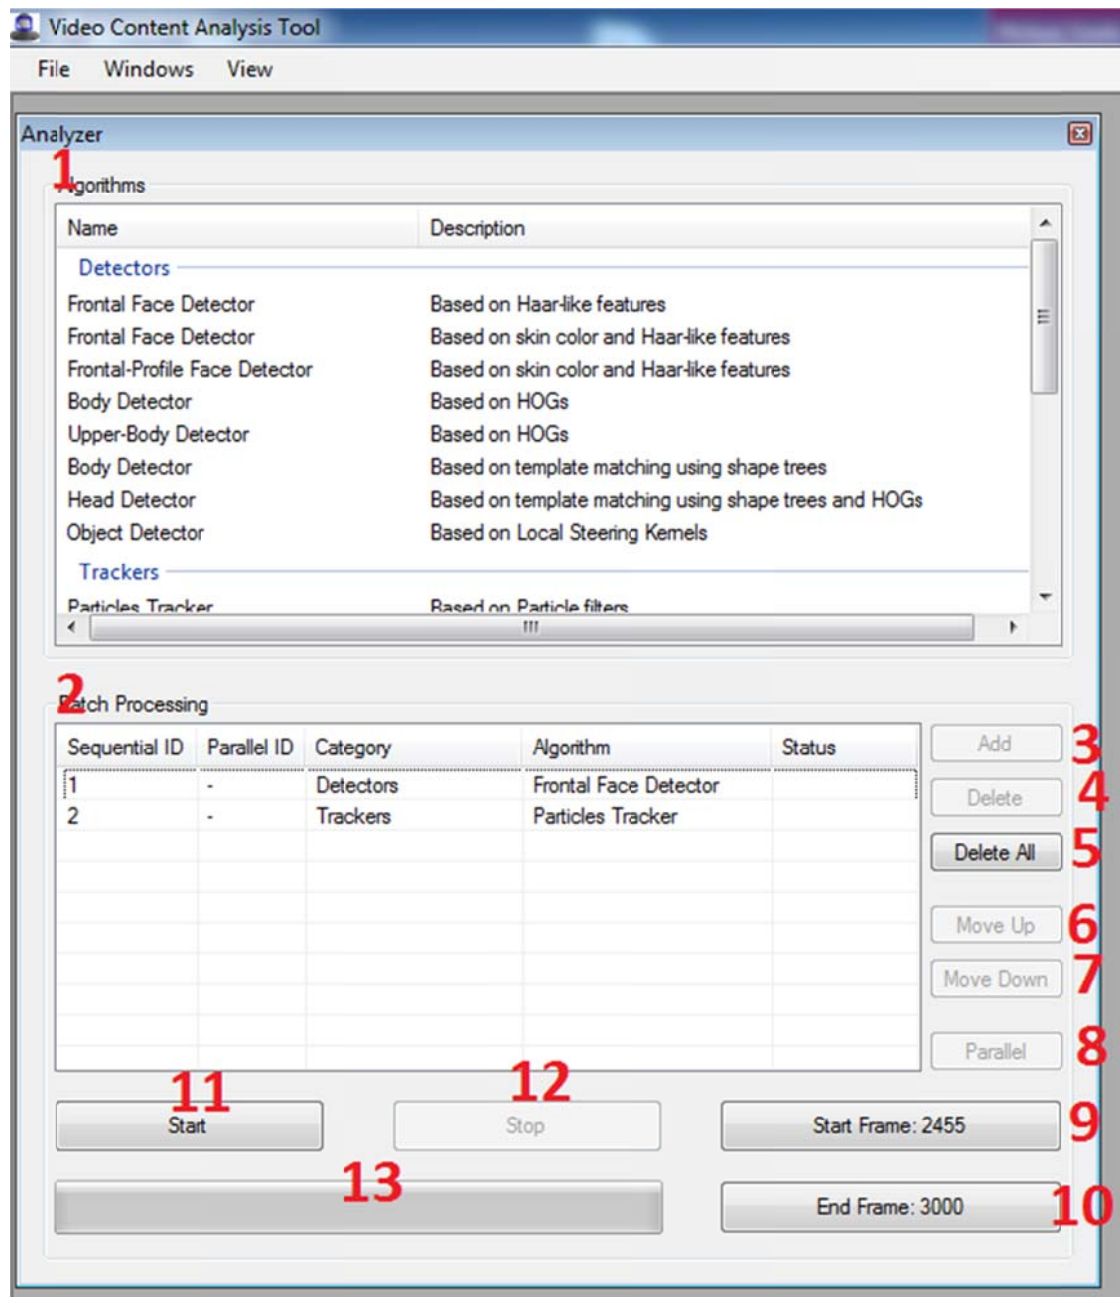 Video Content Analysis Tool
File Windows View
Analyzer
1
Algorithms
Name Description
Detectors
Frontal Face Detector Based on Haar-like features
Frontal Face Detector Based on skin color and Haar-like features
Frontal-Profile Face Detector Based on skin color and Haar-like features
Body Detector Based on HOGs
Upper-Body Detector Based on HOGs
Body Detector Based on template matching using shape trees
Head Detector Based on template matching using shape trees and HOGs
Object Detector Based on Local Steering Kernels
Trackers
Particles Tracker Based on Particle filters
2
Batch Processing
Sequential ID Parallel ID Category Algorithm Status
1 - Detectors Frontal Face Detector
2 - Trackers Particles Tracker
Add 3
Delete 4
Delete All 5
Move Up 6
Move Down 7
Parallel 8
11 12
Start Stop Start Frame: 2455 9
13
End Frame: 3000 10